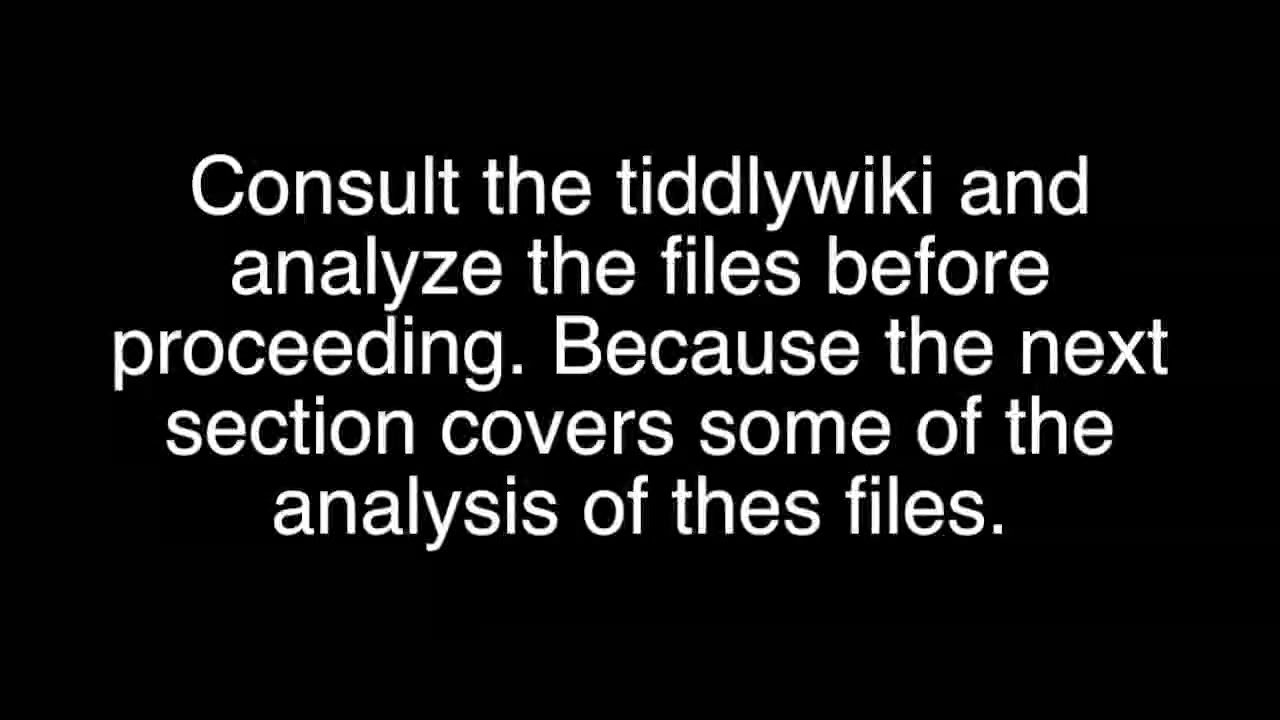 Consult the tiddlywiki and
analyze the files before
proceeding. Because the next
section covers some of the
analysis of thes files.